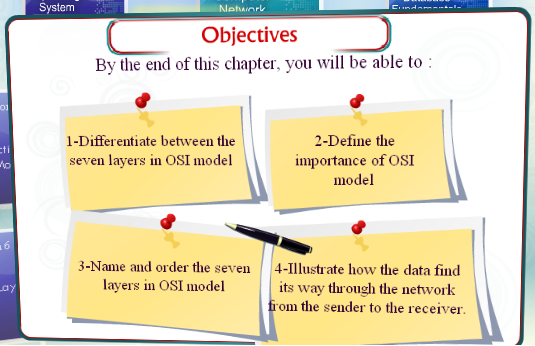 System
Network
Database
Fundamentals
Objectives
By the end of this chapter, you will be able to :
1-Differentiate between the
seven layers in OSI model
2-Define the
importance of OSI
model
3-Name and order the seven
layers in OSI model
4-Illustrate how the data find
its way through the network
from the sender to the receiver.